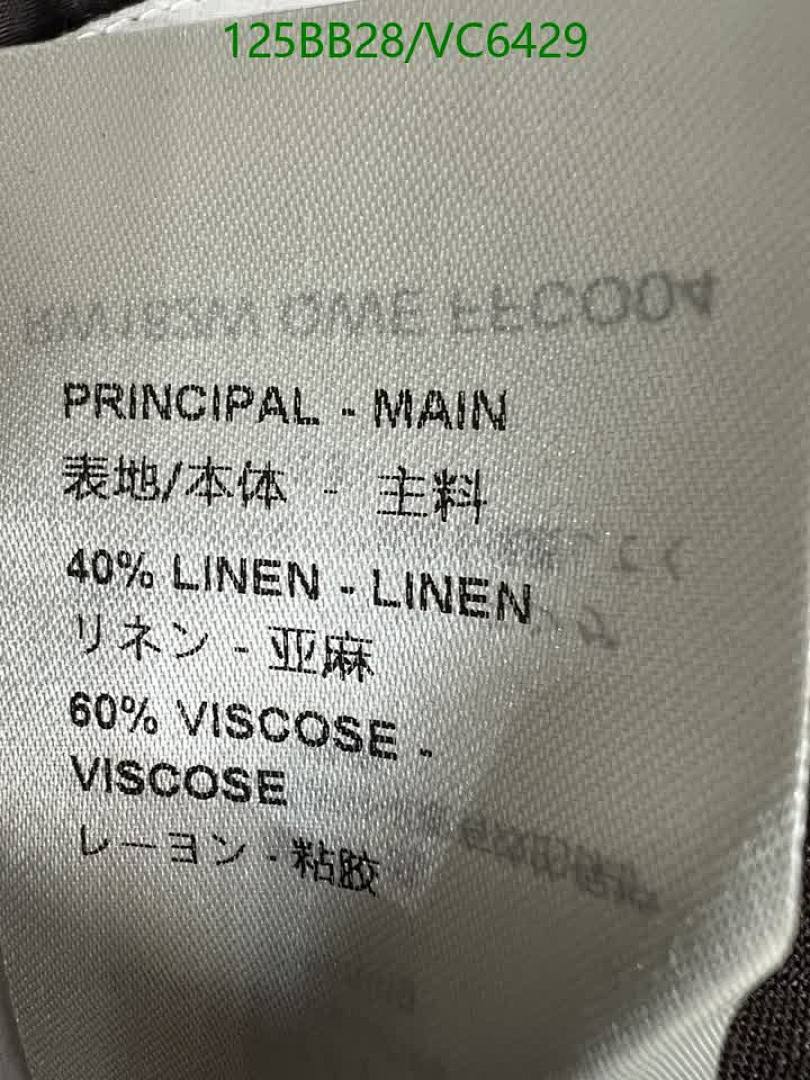 125BB28/VC6429
PRINCIPAL - MAIN
表地/本体 - 主料
40% LINEN - LINEN
リネン - 亚麻
60% VISCOSE -
VISCOSE
レーヨン - 粘胶